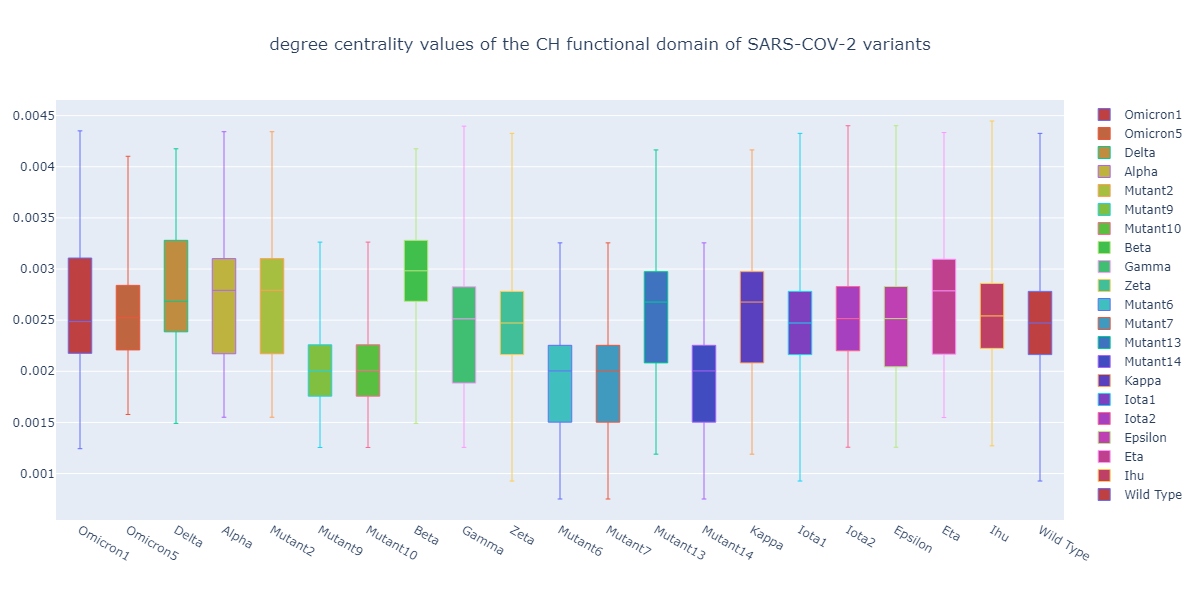 degree centrality values of the CH functional domain of SARS-COV-2 variants
0.0045
0.004
0.0035
0.003
0.0025
0.002
0.0015
0.001
Omicron1
Omicron5
Delta
Alpha
Mutant2
Mutant9
Mutant10
Beta
Gamma
Zeta
Mutant6
Mutant7
Mutant13
Mutant14
Kappa
Iota1
Iota2
Epsilon
Eta
Ihu
Wild Type
Omicron1
Omicron5
Delta
Alpha
Mutant2
Mutant9
Mutant10
Beta
Gamma
Zeta
Mutant6
Mutant7
Mutant13
Mutant14
Kappa
Iota1
Iota2
Epsilon
Eta
Ihu
Wild Type